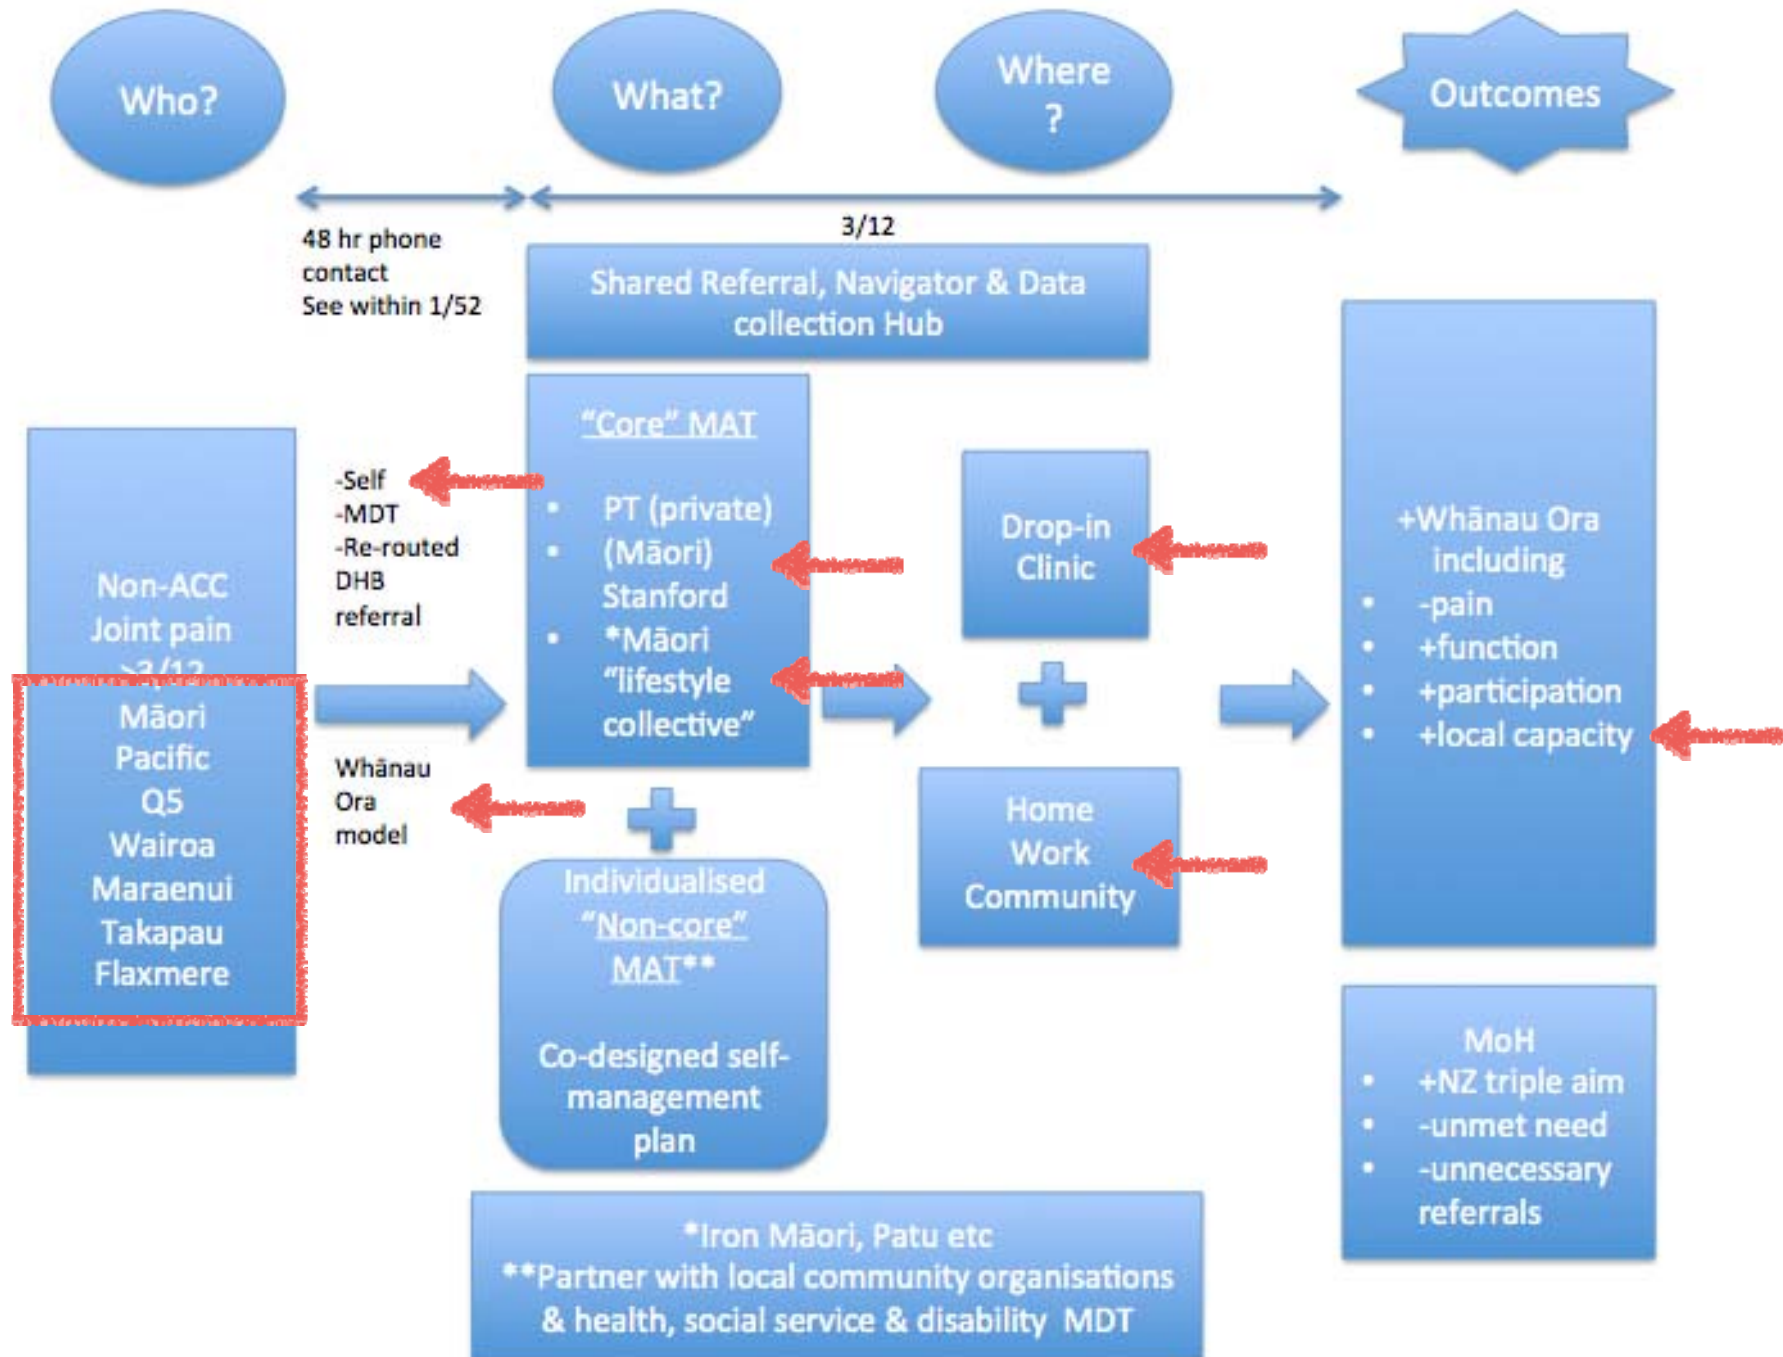 Who?
What?
Where
?
Outcomes
48 hr phone
contact
See within 1/52
3/12
Shared Referral, Navigator & Data
collection Hub
Non-ACC
Joint pain
>3/12
Māori
Pacific
Q5
Wairoa
Maraenui
Takapau
Flaxmere
-Self
-MDT
-Re-routed
DHB
referral
Whānau
Ora
model
"Core" MAT
• PT (private)
• (Māori)
Stanford
• *Māori
"lifestyle
collective"
Individualised
"Non-core"
MAT**
Co-designed self-
management
plan
Drop-in
Clinic
Home
Work
Community
+Whānau Ora
including
• -pain
• +function
• +participation
• +local capacity
MoH
• +NZ triple aim
• -unmet need
• -unnecessary
referrals
*Iron Māori, Patu etc
**Partner with local community organisations
& health, social service & disability MDT